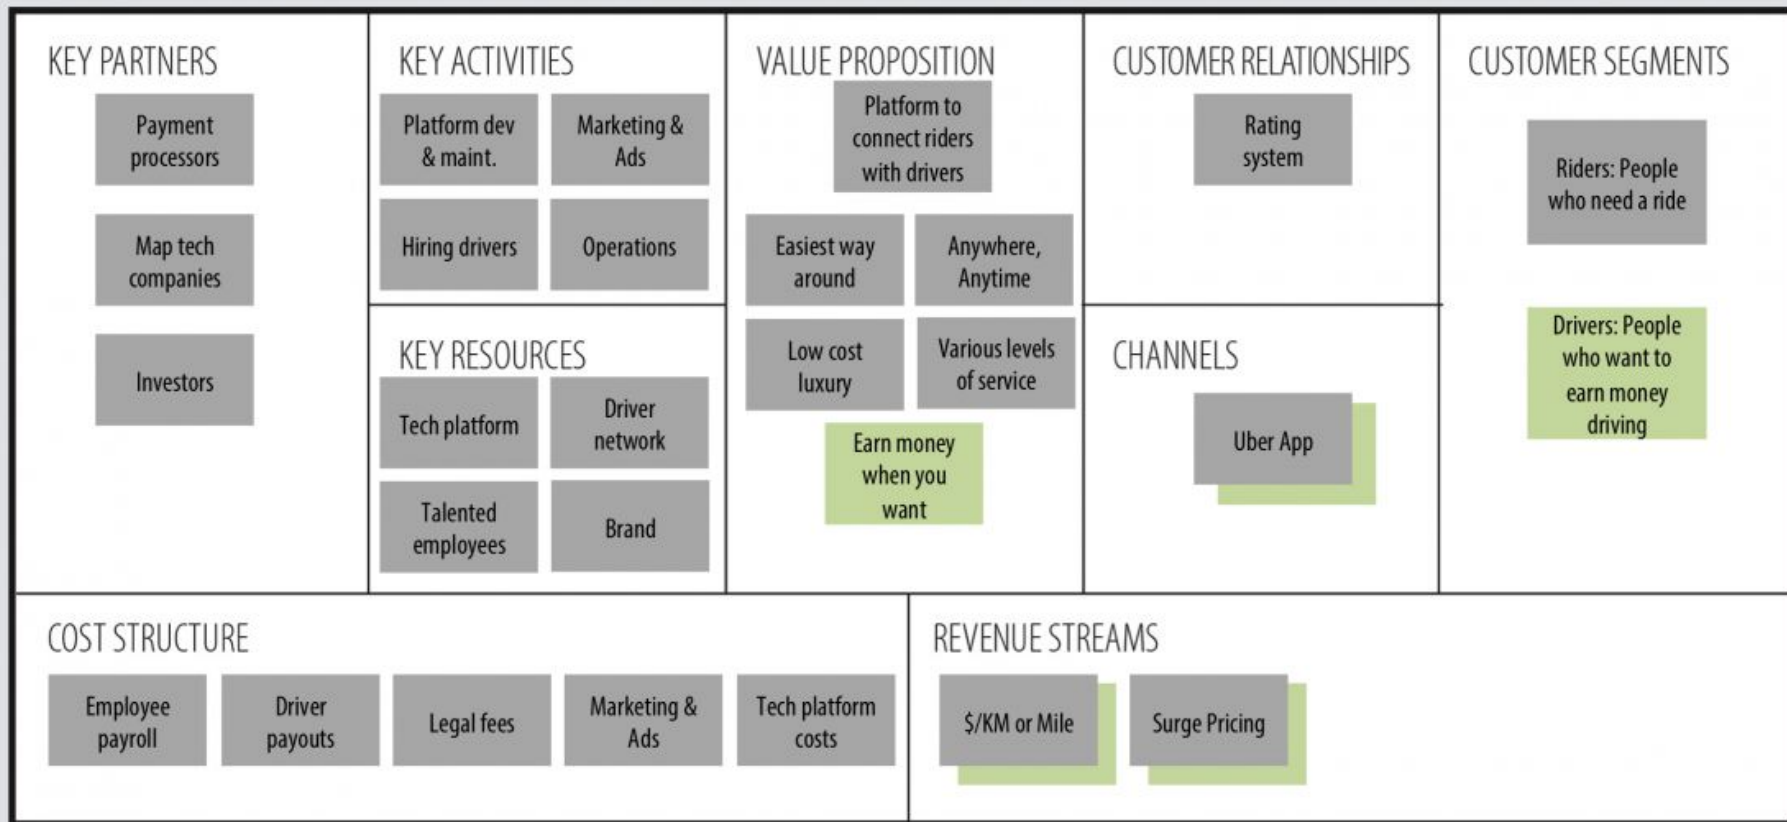 KEY PARTNERS
Payment
processors
Map tech
companies
Investors
KEY ACTIVITIES
Platform dev
& maint.
Marketing &
Ads
Hiring drivers
Operations
KEY RESOURCES
Tech platform
Driver
network
Talented
employees
Brand
VALUE PROPOSITION
Platform to
connect riders
with drivers
Easiest way
around
Anywhere,
Anytime
Low cost
luxury
Various levels
of service
Earn money
when you
want
CUSTOMER RELATIONSHIPS
Rating
system
CHANNELS
Uber App
CUSTOMER SEGMENTS
Riders: People
who need a ride
Drivers: People
who want to
earn money
driving
COST STRUCTURE
Employee
payroll
Driver
payouts
Legal fees
Marketing &
Ads
Tech platform
costs
REVENUE STREAMS
$/KM or Mile
Surge Pricing